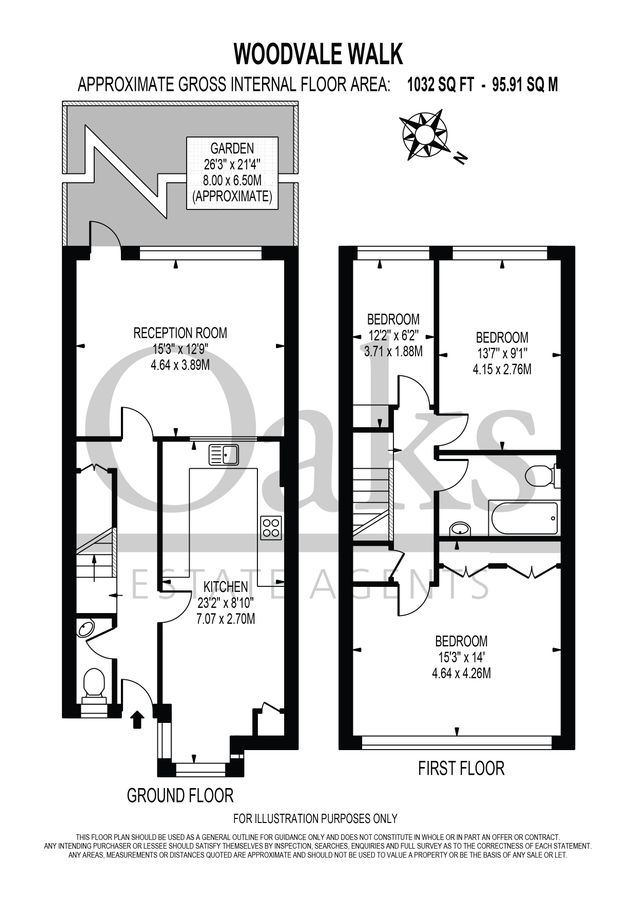 WOODVALE WALK
APPROXIMATE GROSS INTERNAL FLOOR AREA: 1032 SQ FT - 95.91 SQ M
N
GARDEN
26'3" x 21'4"
8.00 x 6.50M
(APPROXIMATE)
RECEPTION ROOM
15'3" x 12'9"
4.64 x 3.89M
BEDROOM
12'2" x 6'2"
3.71 x 1.88M
BEDROOM
13'7" x 9'1"
4.15 x 2.76M
Oaks
ESTATE AGENTS
KITCHEN
23'2" x 8'10"
7.07 x 2.70M
BEDROOM
15'3" x 14'
4.64 x 4.26M
GROUND FLOOR
FIRST FLOOR
FOR ILLUSTRATION PURPOSES ONLY
THIS FLOOR PLAN SHOULD BE USED AS A GENERAL OUTLINE FOR GUIDANCE ONLY AND DOES NOT CONSTITUTE IN WHOLE OR IN PART AN OFFER OR CONTRACT.
ANY INTENDING PURCHASER OR LESSEE SHOULD SATISFY THEMSELVES BY INSPECTION, SEARCHES, ENQUIRIES AND FULL SURVEY AS TO THE CORRECTNESS OF EACH STATEMENT.
ANY AREAS, MEASUREMENTS OR DISTANCES QUOTED ARE APPROXIMATE AND SHOULD NOT BE USED TO VALUE A PROPERTY OR BE THE BASIS OF ANY SALE OR LET.